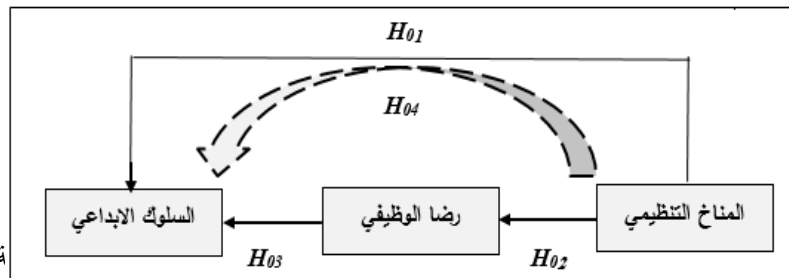 H01
H04
المناخ التنظيمي
رضا الوظيفي
السلوك الابداعي
H02
H03
ة